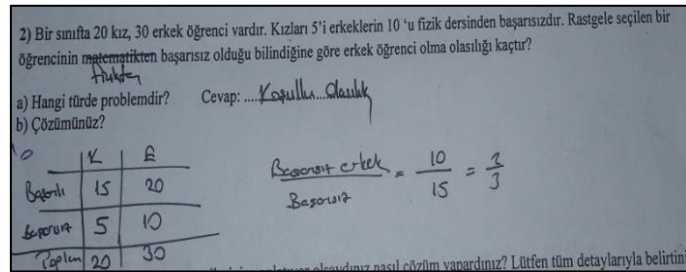 2) Bir sınıfta 20 kız, 30 erkek öğrenci vardır. Kızları 5'i erkeklerin 10 'u fizik dersinden başarısızdır. Rastgele seçilen bir
öğrencinin matematikten başarısız olduğu bilindiğine göre erkek öğrenci olma olasılığı kaçtır?
fizikten
a) Hangi türde problemdir? Cevap: .....Koşullu...Olasılık
b) Çözümünüz?
K E
Başarılı 15 20
Başarısız 5 10
Toplam 20 30
Başarısız erkek / Başarısız = 10/15 = 2/3
olsaydınız nasıl çözüm yapardınız? Lütfen tüm detaylarıyla belirtin